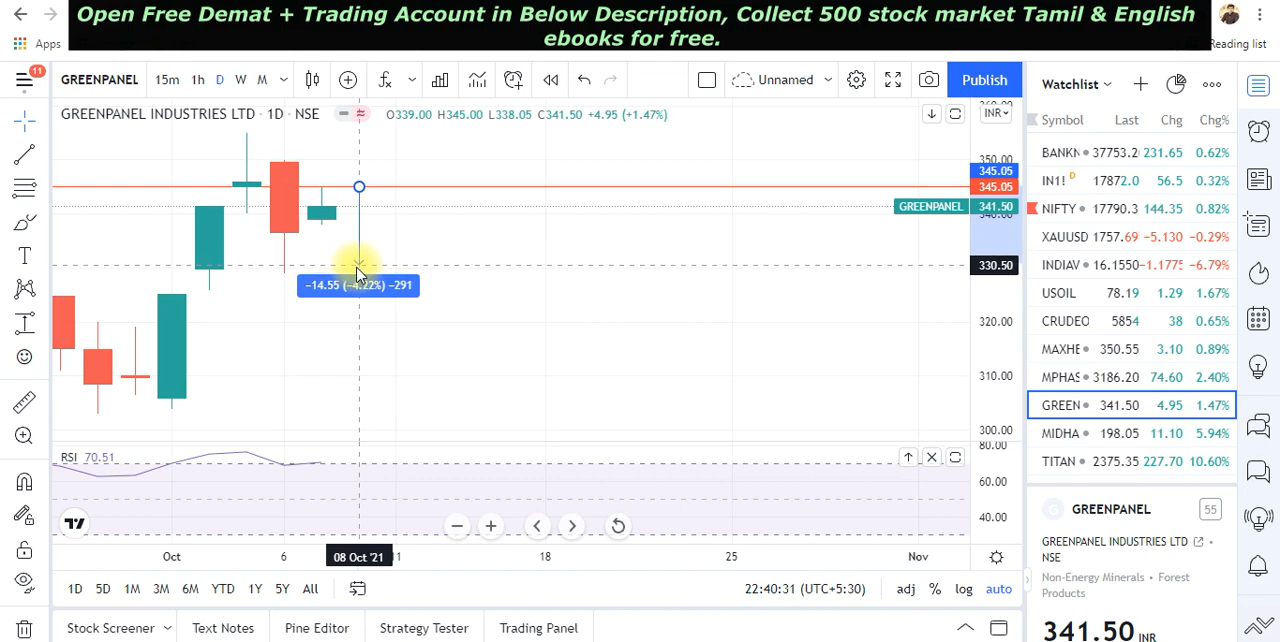 Open Free Demat + Trading Account in Below Description, Collect 500 stock market Tamil & English
ebooks for free.
Apps
Reading list
11
GREENPANEL 15m 1h D W M
Unnamed
Publish
Watchlist
GREENPANEL INDUSTRIES LTD · 1D · NSE
O339.00 H345.00 L338.05 C341.50 +4.95 (+1.47%)
INR
Symbol Last Chg Chg%
350.00
345.05
345.05
GREENPANEL 341.50
340.00
330.50
320.00
310.00
300.00
−14.55 (−4.22%) −291
BANKN 37753.2 231.65 0.62%
IN1! D 17872.0 56.5 0.32%
NIFTY 17790.3 144.35 0.82%
XAUUSD 1757.69 −5.130 −0.29%
INDIAV 16.1550 −1.1775 −6.79%
USOIL 78.19 1.29 1.67%
CRUDEO 5854 38 0.65%
MAXHE 350.55 3.10 0.89%
MPHAS 3186.20 74.60 2.40%
GREEN 341.50 4.95 1.47%
MIDHA 198.05 11.10 5.94%
TITAN 2375.35 227.70 10.60%
RSI 70.51
80.00
60.00
40.00
Oct 6 08 Oct '21 11 18 25 Nov
GREENPANEL 55
GREENPANEL INDUSTRIES LTD
NSE
Non-Energy Minerals • Forest
Products
341.50 INR
1D 5D 1M 3M 6M YTD 1Y 5Y All
22:40:31 (UTC+5:30) adj % log auto
Stock Screener Text Notes Pine Editor Strategy Tester Trading Panel